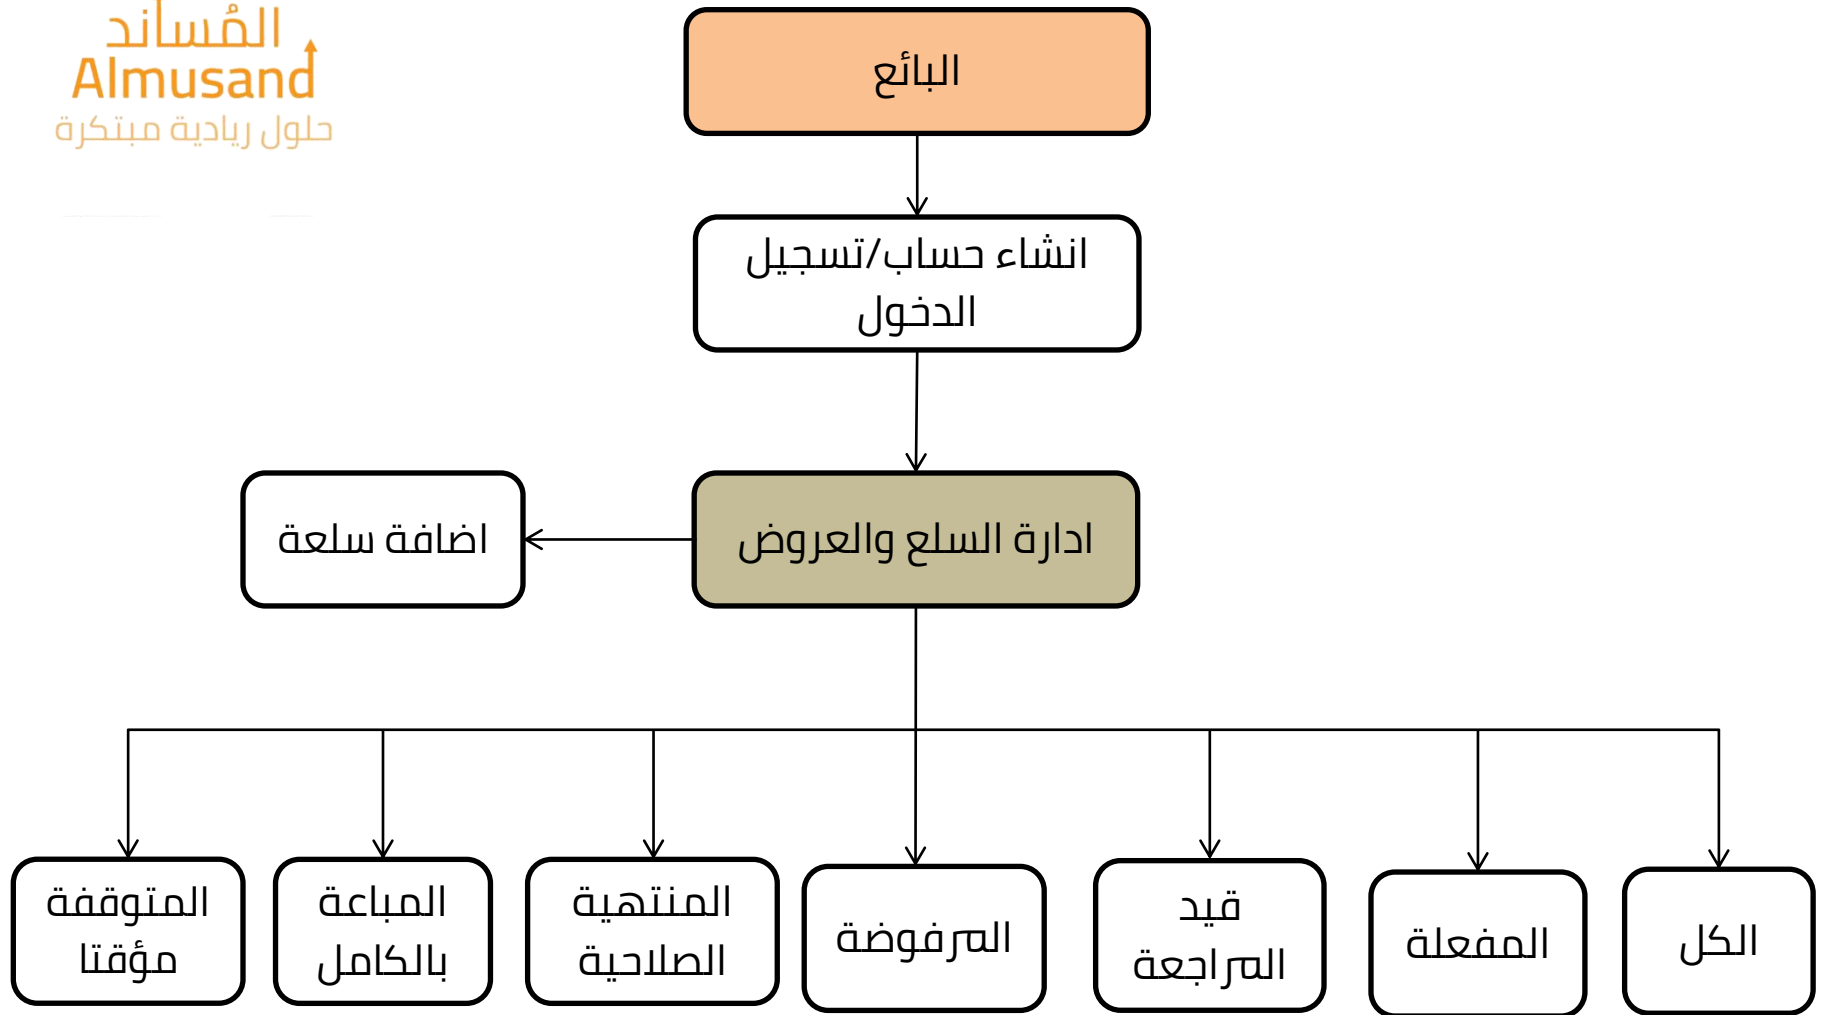 المُساند
Almusand
حلول ريادية مبتكرة
البائع
انشاء حساب/تسجيل
الدخول
ادارة السلع والعروض
اضافة سلعة
الكل
المفعلة
قيد
المراجعة
المرفوضة
المنتهية
الصلاحية
المباعة
بالكامل
المتوقفة
مؤقتا